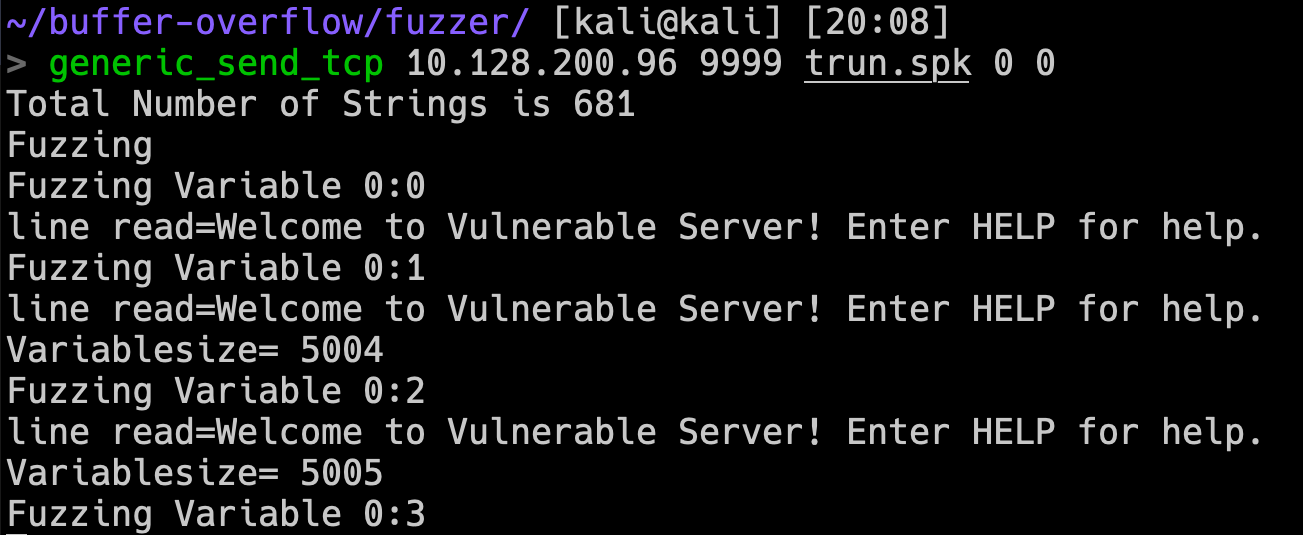 ~/buffer-overflow/fuzzer/ [kali@kali] [20:08]
> generic_send_tcp 10.128.200.96 9999 trun.spk 0 0
Total Number of Strings is 681
Fuzzing
Fuzzing Variable 0:0
line read=Welcome to Vulnerable Server! Enter HELP for help.
Fuzzing Variable 0:1
line read=Welcome to Vulnerable Server! Enter HELP for help.
Variablesize= 5004
Fuzzing Variable 0:2
line read=Welcome to Vulnerable Server! Enter HELP for help.
Variablesize= 5005
Fuzzing Variable 0:3